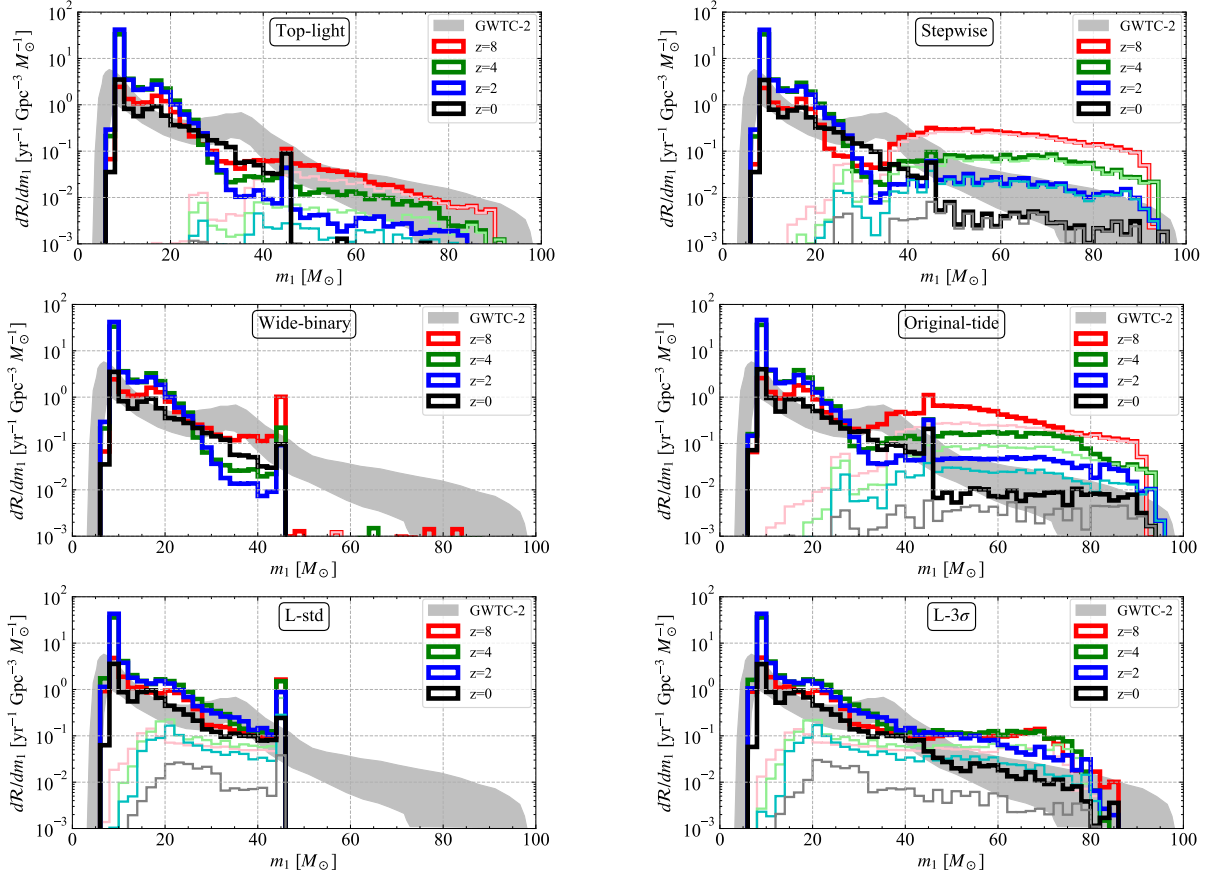 Top-light
GWTC-2
z=8
z=4
z=2
z=0
10²
10¹
10⁰
10⁻¹
10⁻²
10⁻³
dR/dm₁ [yr⁻¹ Gpc⁻³ M⊙⁻¹]
0 20 40 60 80 100
m₁ [M⊙]
Stepwise
GWTC-2
z=8
z=4
z=2
z=0
10²
10¹
10⁰
10⁻¹
10⁻²
10⁻³
dR/dm₁ [yr⁻¹ Gpc⁻³ M⊙⁻¹]
0 20 40 60 80 100
m₁ [M⊙]
Wide-binary
GWTC-2
z=8
z=4
z=2
z=0
10²
10¹
10⁰
10⁻¹
10⁻²
10⁻³
dR/dm₁ [yr⁻¹ Gpc⁻³ M⊙⁻¹]
0 20 40 60 80 100
m₁ [M⊙]
Original-tide
GWTC-2
z=8
z=4
z=2
z=0
10²
10¹
10⁰
10⁻¹
10⁻²
10⁻³
dR/dm₁ [yr⁻¹ Gpc⁻³ M⊙⁻¹]
0 20 40 60 80 100
m₁ [M⊙]
L-std
GWTC-2
z=8
z=4
z=2
z=0
10²
10¹
10⁰
10⁻¹
10⁻²
10⁻³
dR/dm₁ [yr⁻¹ Gpc⁻³ M⊙⁻¹]
0 20 40 60 80 100
m₁ [M⊙]
L-3σ
GWTC-2
z=8
z=4
z=2
z=0
10²
10¹
10⁰
10⁻¹
10⁻²
10⁻³
dR/dm₁ [yr⁻¹ Gpc⁻³ M⊙⁻¹]
0 20 40 60 80 100
m₁ [M⊙]